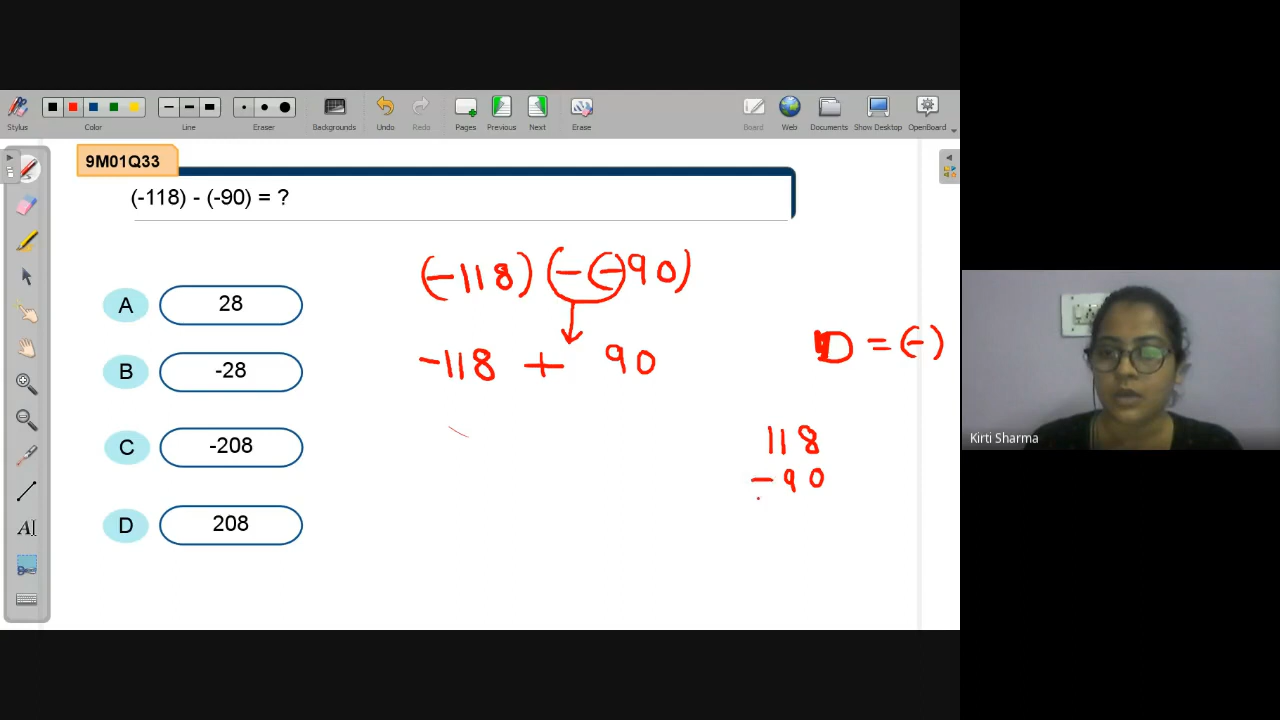 Stylus
Color
Line
Eraser
Backgrounds
Undo
Redo
Pages
Previous
Next
Erase
Board
Web
Documents
Show Desktop
OpenBoard
9M01Q33
(-118) - (-90) = ?
A 28
B -28
C -208
D 208
(-118) (-(-)90)
-118 + 90
D = (-)
118
-90
Kirti Sharma